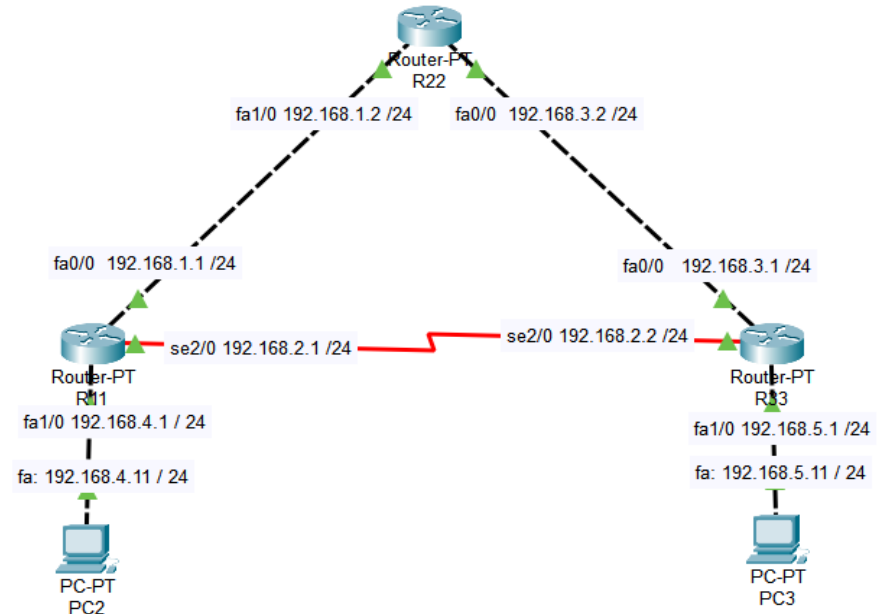 Router-PT
R22
fa1/0 192.168.1.2 /24
fa0/0 192.168.3.2 /24
fa0/0 192.168.1.1 /24
fa0/0 192.168.3.1 /24
se2/0 192.168.2.1 /24
se2/0 192.168.2.2 /24
Router-PT
R11
Router-PT
R33
fa1/0 192.168.4.1 / 24
fa1/0 192.168.5.1 /24
fa: 192.168.4.11 / 24
fa: 192.168.5.11 / 24
PC-PT
PC2
PC-PT
PC3